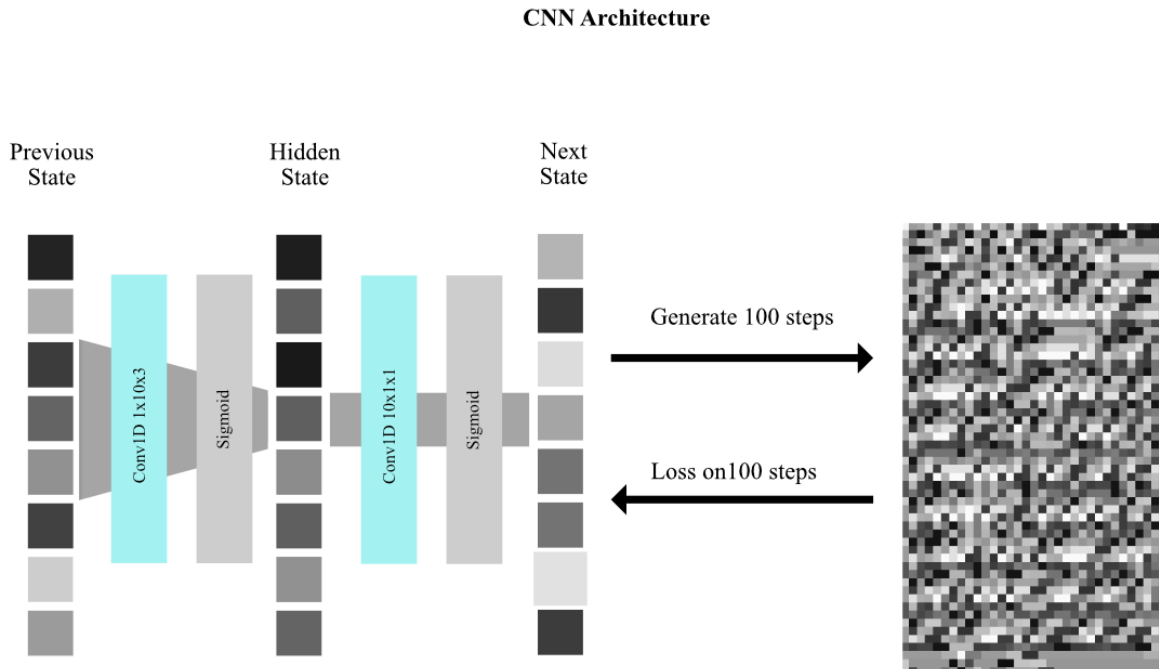 CNN Architecture
Previous
State
Hidden
State
Next
State
Conv1D 1x10x3
Sigmoid
Conv1D 10x1x1
Sigmoid
Generate 100 steps
Loss on100 steps